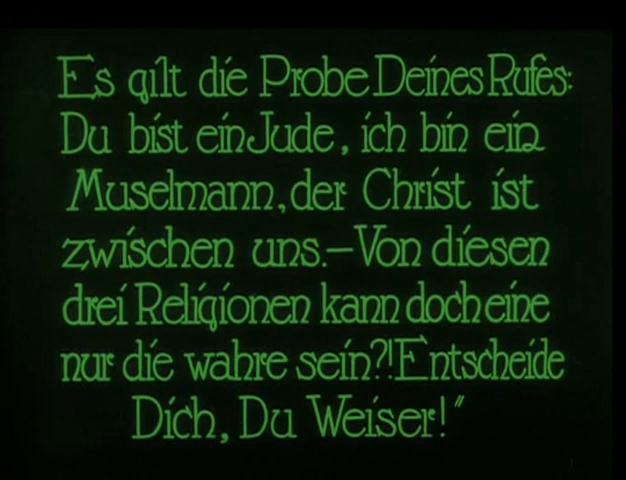 Es gilt die Probe Deines Rufes:
Du bist ein Jude, ich bin ein
Muselmann, der Christ ist
zwischen uns.—Von diesen
drei Religionen kann doch eine
nur die wahre sein?! Entscheide
Dich, Du Weiser!"